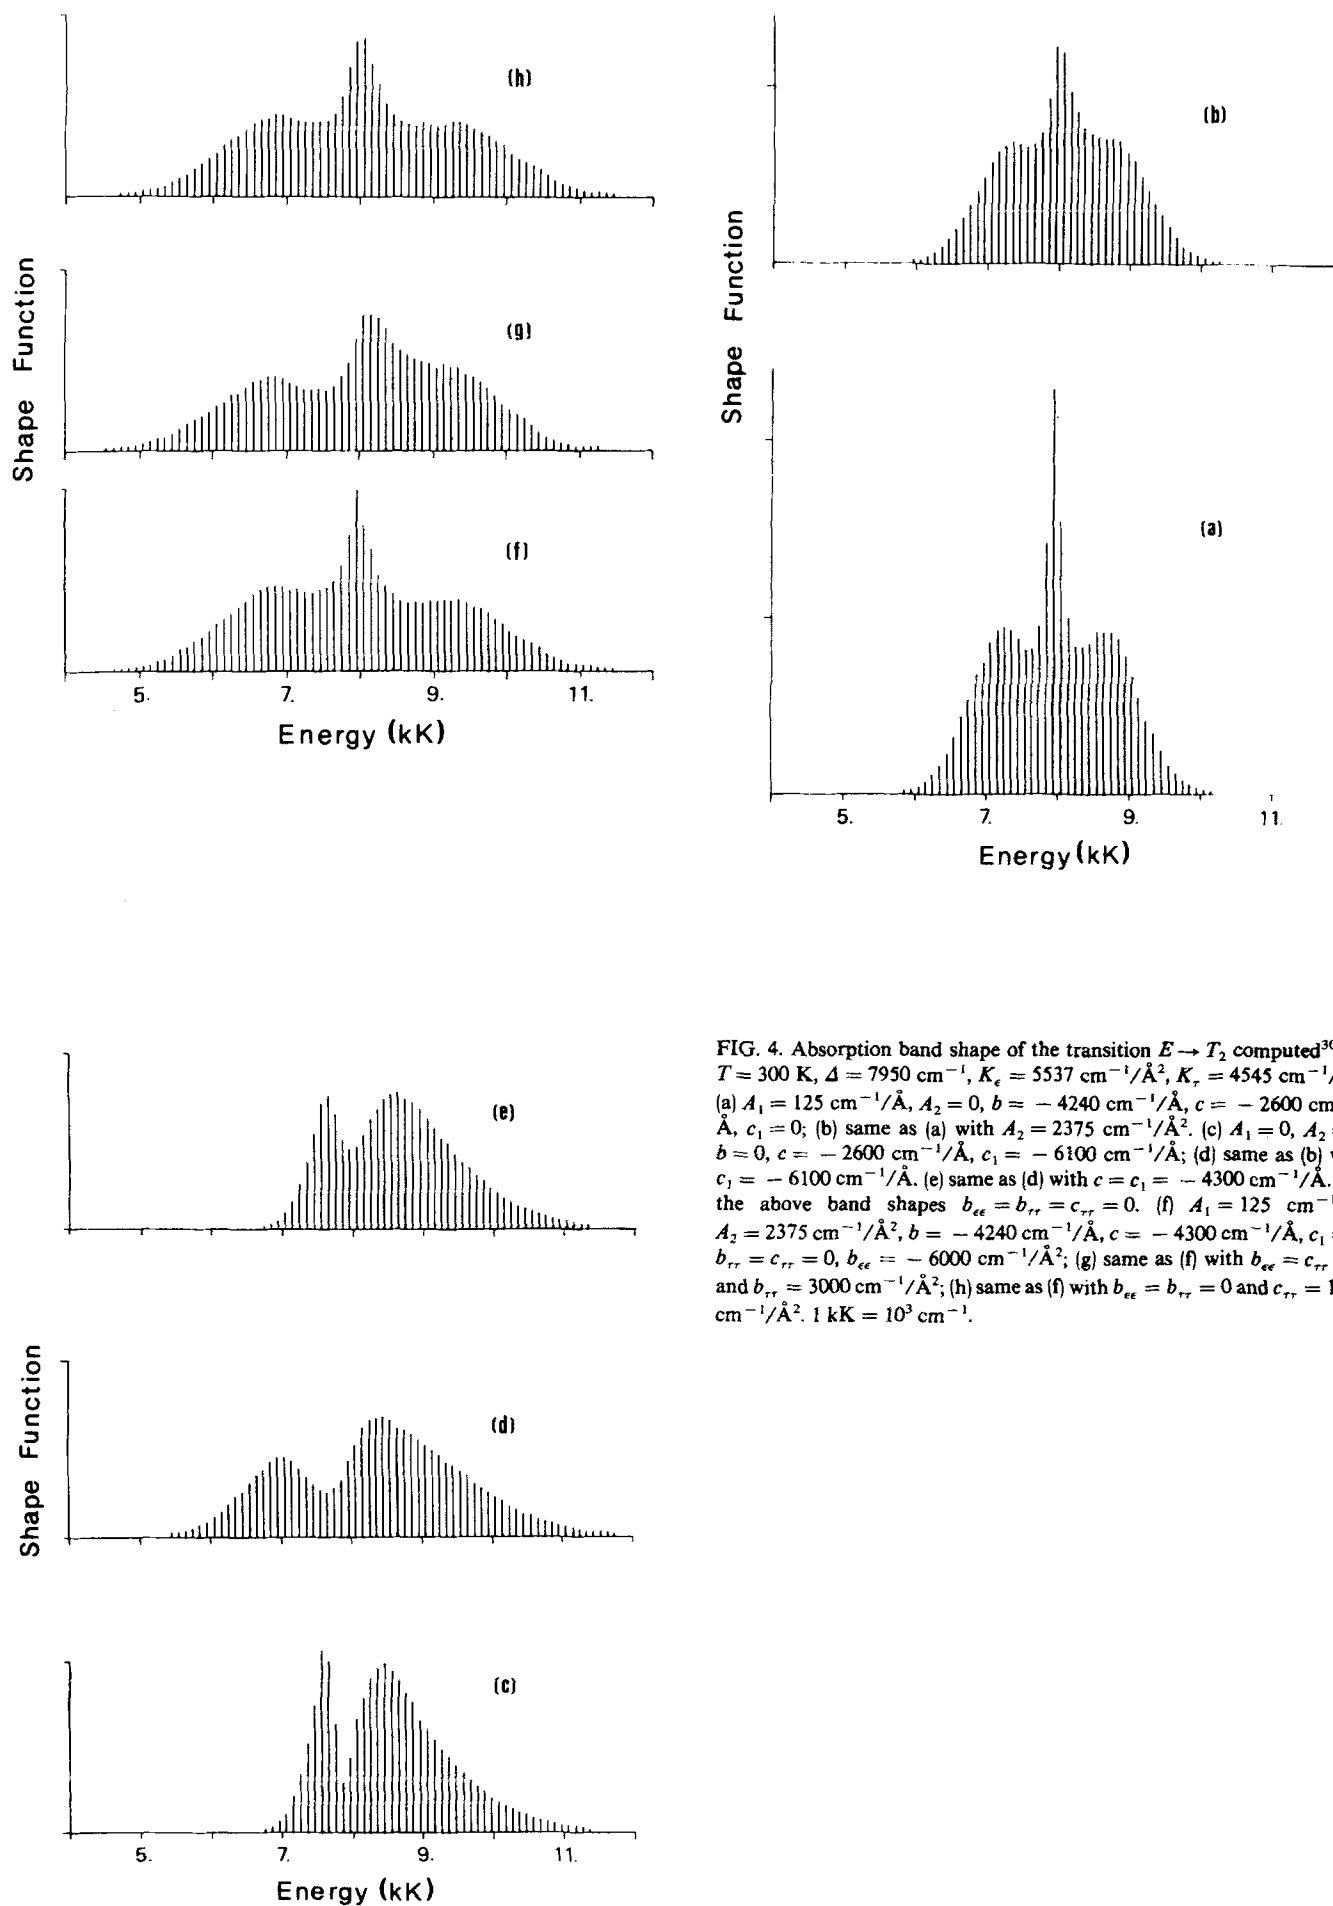 (h)
(g)
(f)
Shape Function
5. 7. 9. 11.
Energy (kK)
(b)
(a)
Shape Function
5. 7. 9. 11.
Energy (kK)
(e)
(d)
(c)
Shape Function
5. 7. 9. 11.
Energy (kK)
FIG. 4. Absorption band shape of the transition E → T₂ computed³⁰
T = 300 K, Δ = 7950 cm⁻¹, K_ϵ = 5537 cm⁻¹/Å², K_τ = 4545 cm⁻¹/
(a) A₁ = 125 cm⁻¹/Å, A₂ = 0, b = − 4240 cm⁻¹/Å, c = − 2600 cm
Å, c₁ = 0; (b) same as (a) with A₂ = 2375 cm⁻¹/Å². (c) A₁ = 0, A₂ =
b = 0, c = − 2600 cm⁻¹/Å, c₁ = − 6100 cm⁻¹/Å; (d) same as (b)
c₁ = − 6100 cm⁻¹/Å. (e) same as (d) with c = c₁ = − 4300 cm⁻¹/Å.
the above band shapes b_ϵϵ = b_ττ = c_ττ = 0. (f) A₁ = 125 cm⁻¹
A₂ = 2375 cm⁻¹/Å², b = − 4240 cm⁻¹/Å, c = − 4300 cm⁻¹/Å, c₁ =
b_ττ = c_ττ = 0, b_ϵϵ = − 6000 cm⁻¹/Å²; (g) same as (f) with b_ϵϵ = c_ττ
and b_ττ = 3000 cm⁻¹/Å²; (h) same as (f) with b_ϵϵ = b_ττ = 0 and c_ττ = 1
cm⁻¹/Å². 1 kK = 10³ cm⁻¹.